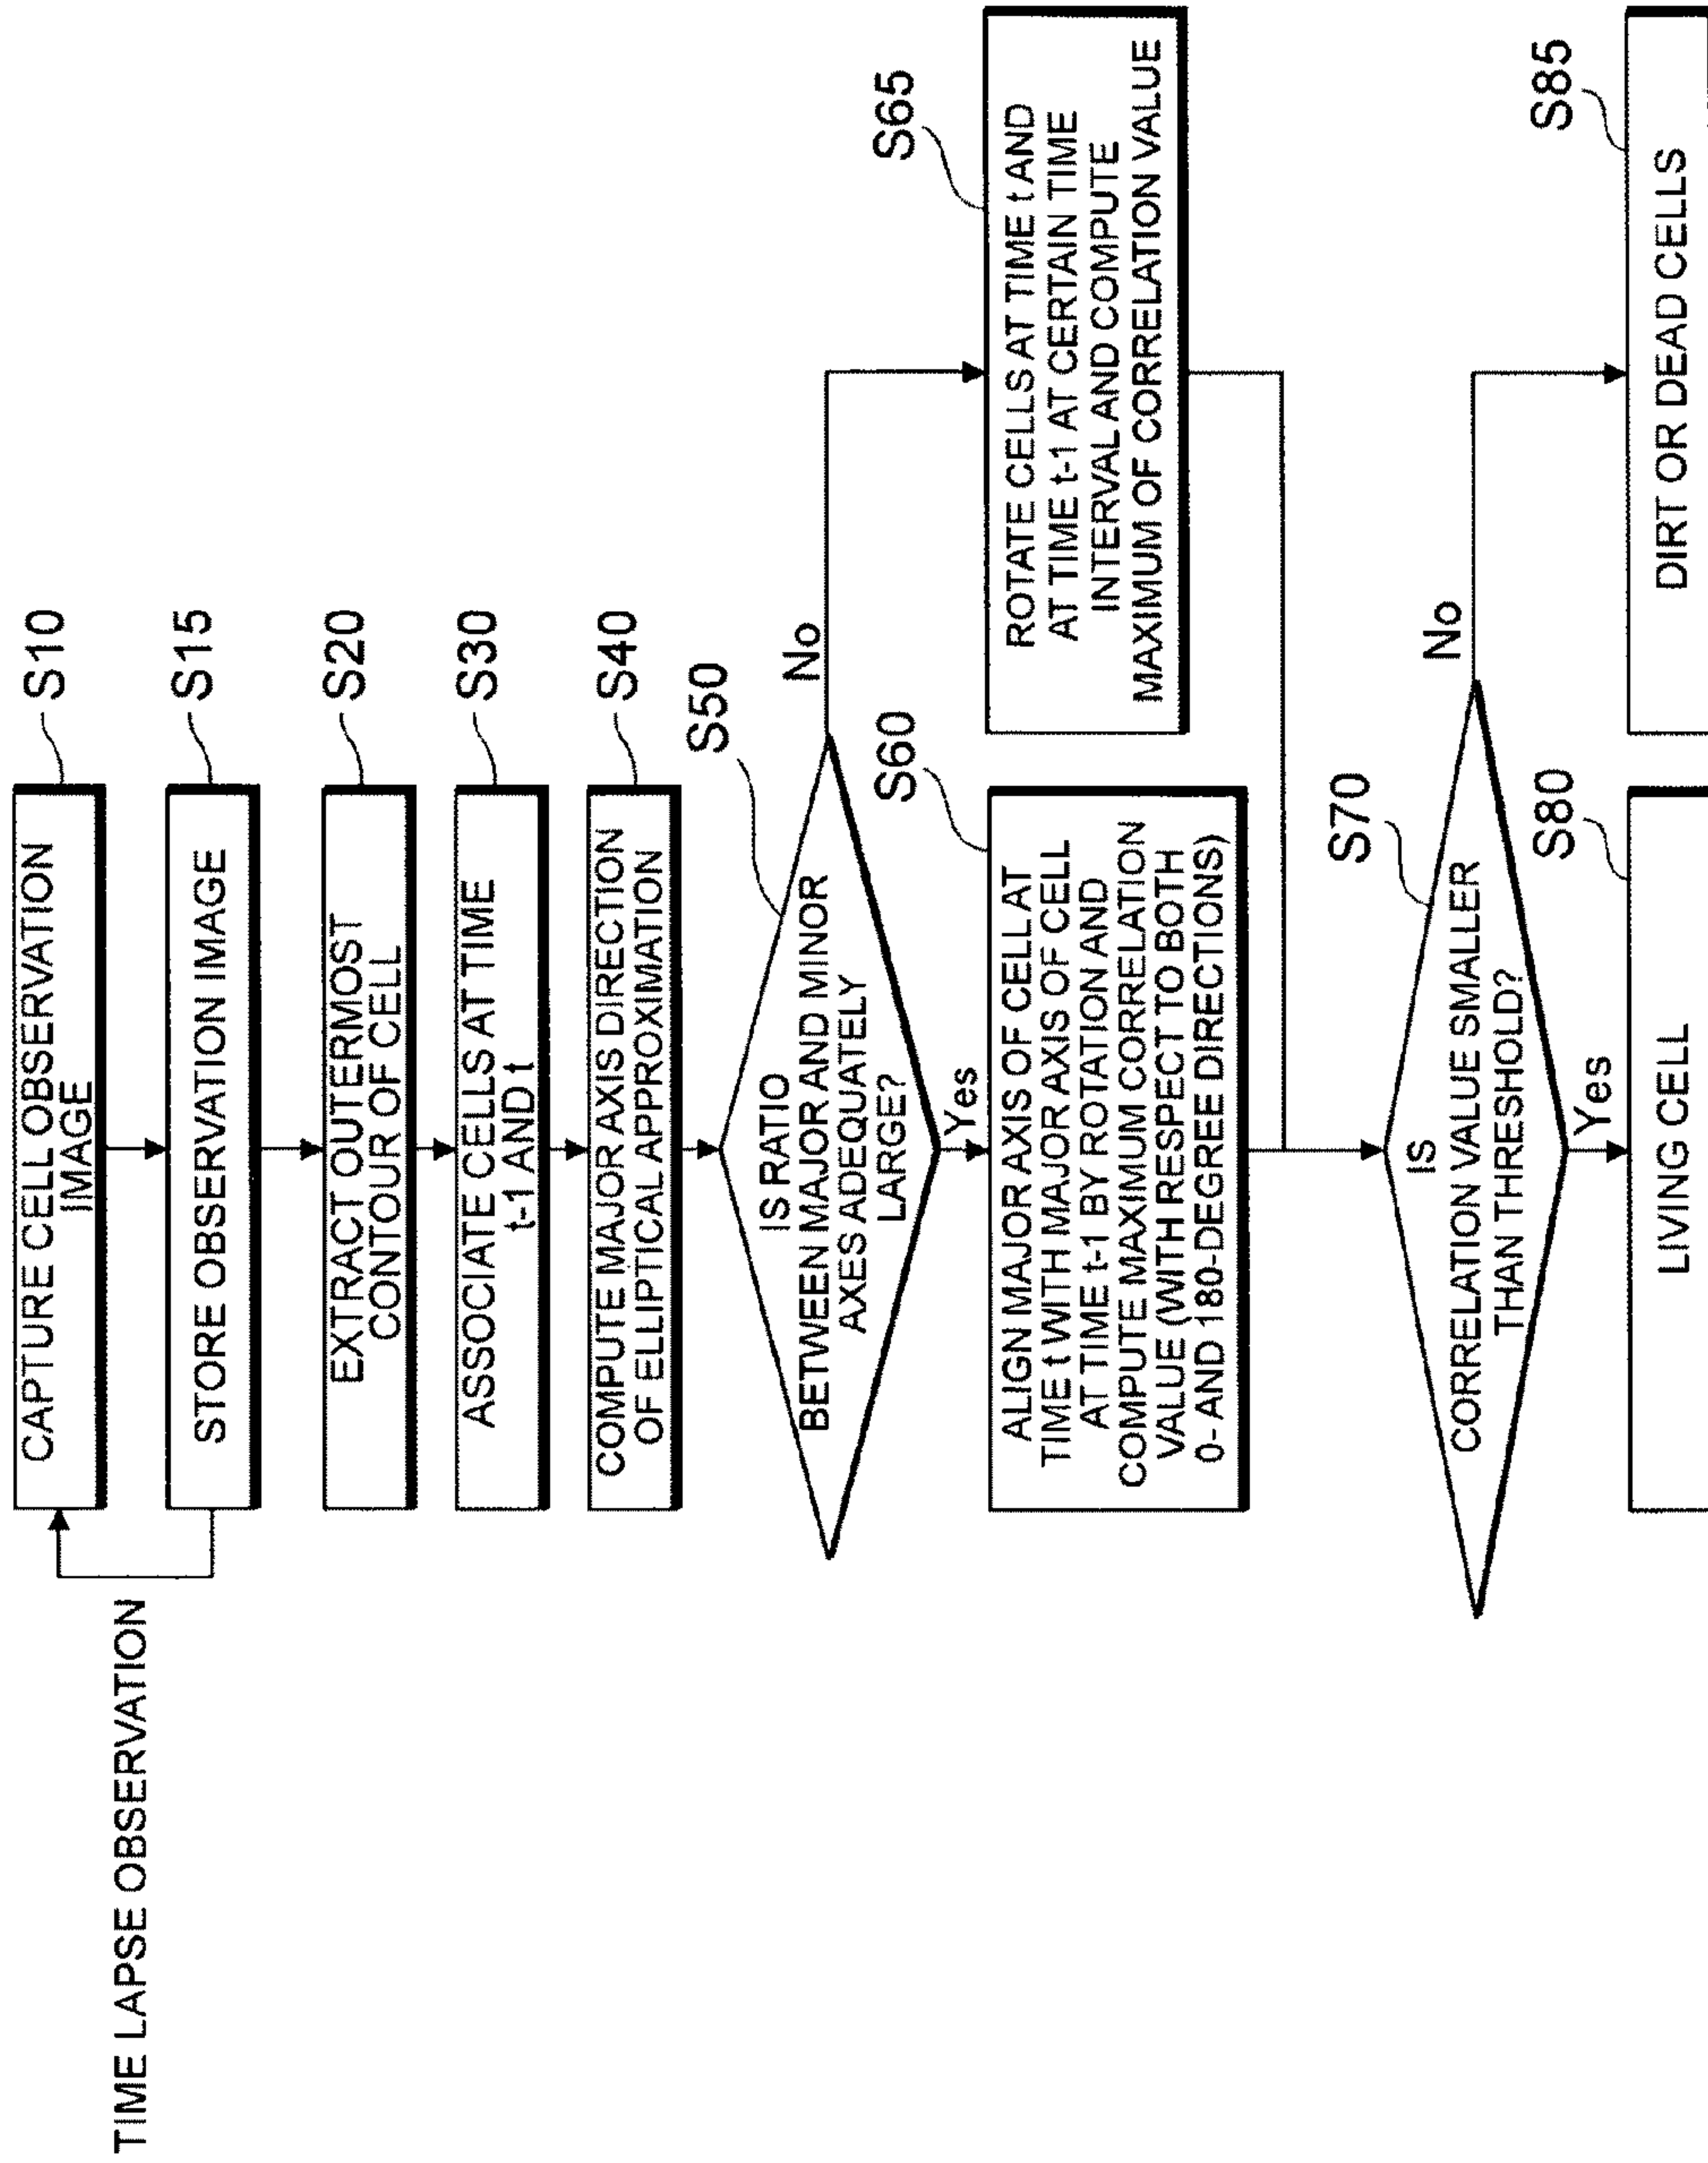 TIME LAPSE OBSERVATION
CAPTURE CELL OBSERVATION
IMAGE
S10
STORE OBSERVATION IMAGE
S15
EXTRACT OUTERMOST
CONTOUR OF CELL
S20
ASSOCIATE CELLS AT TIME
t-1 AND t
S30
COMPUTE MAJOR AXIS DIRECTION
OF ELLIPTICAL APPROXIMATION
S40
IS RATIO
BETWEEN MAJOR AND MINOR
AXES ADEQUATELY
LARGE?
S50
No
Yes
ALIGN MAJOR AXIS OF CELL AT
TIME t WITH MAJOR AXIS OF CELL
AT TIME t-1 BY ROTATION AND
COMPUTE MAXIMUM CORRELATION
VALUE (WITH RESPECT TO BOTH
0- AND 180-DEGREE DIRECTIONS)
S60
ROTATE CELLS AT TIME t AND
AT TIME t-1 AT CERTAIN TIME
INTERVAL AND COMPUTE
MAXIMUM OF CORRELATION VALUE
S65
IS
CORRELATION VALUE SMALLER
THAN THRESHOLD?
S70
No
Yes
LIVING CELL
S80
DIRT OR DEAD CELLS
S85